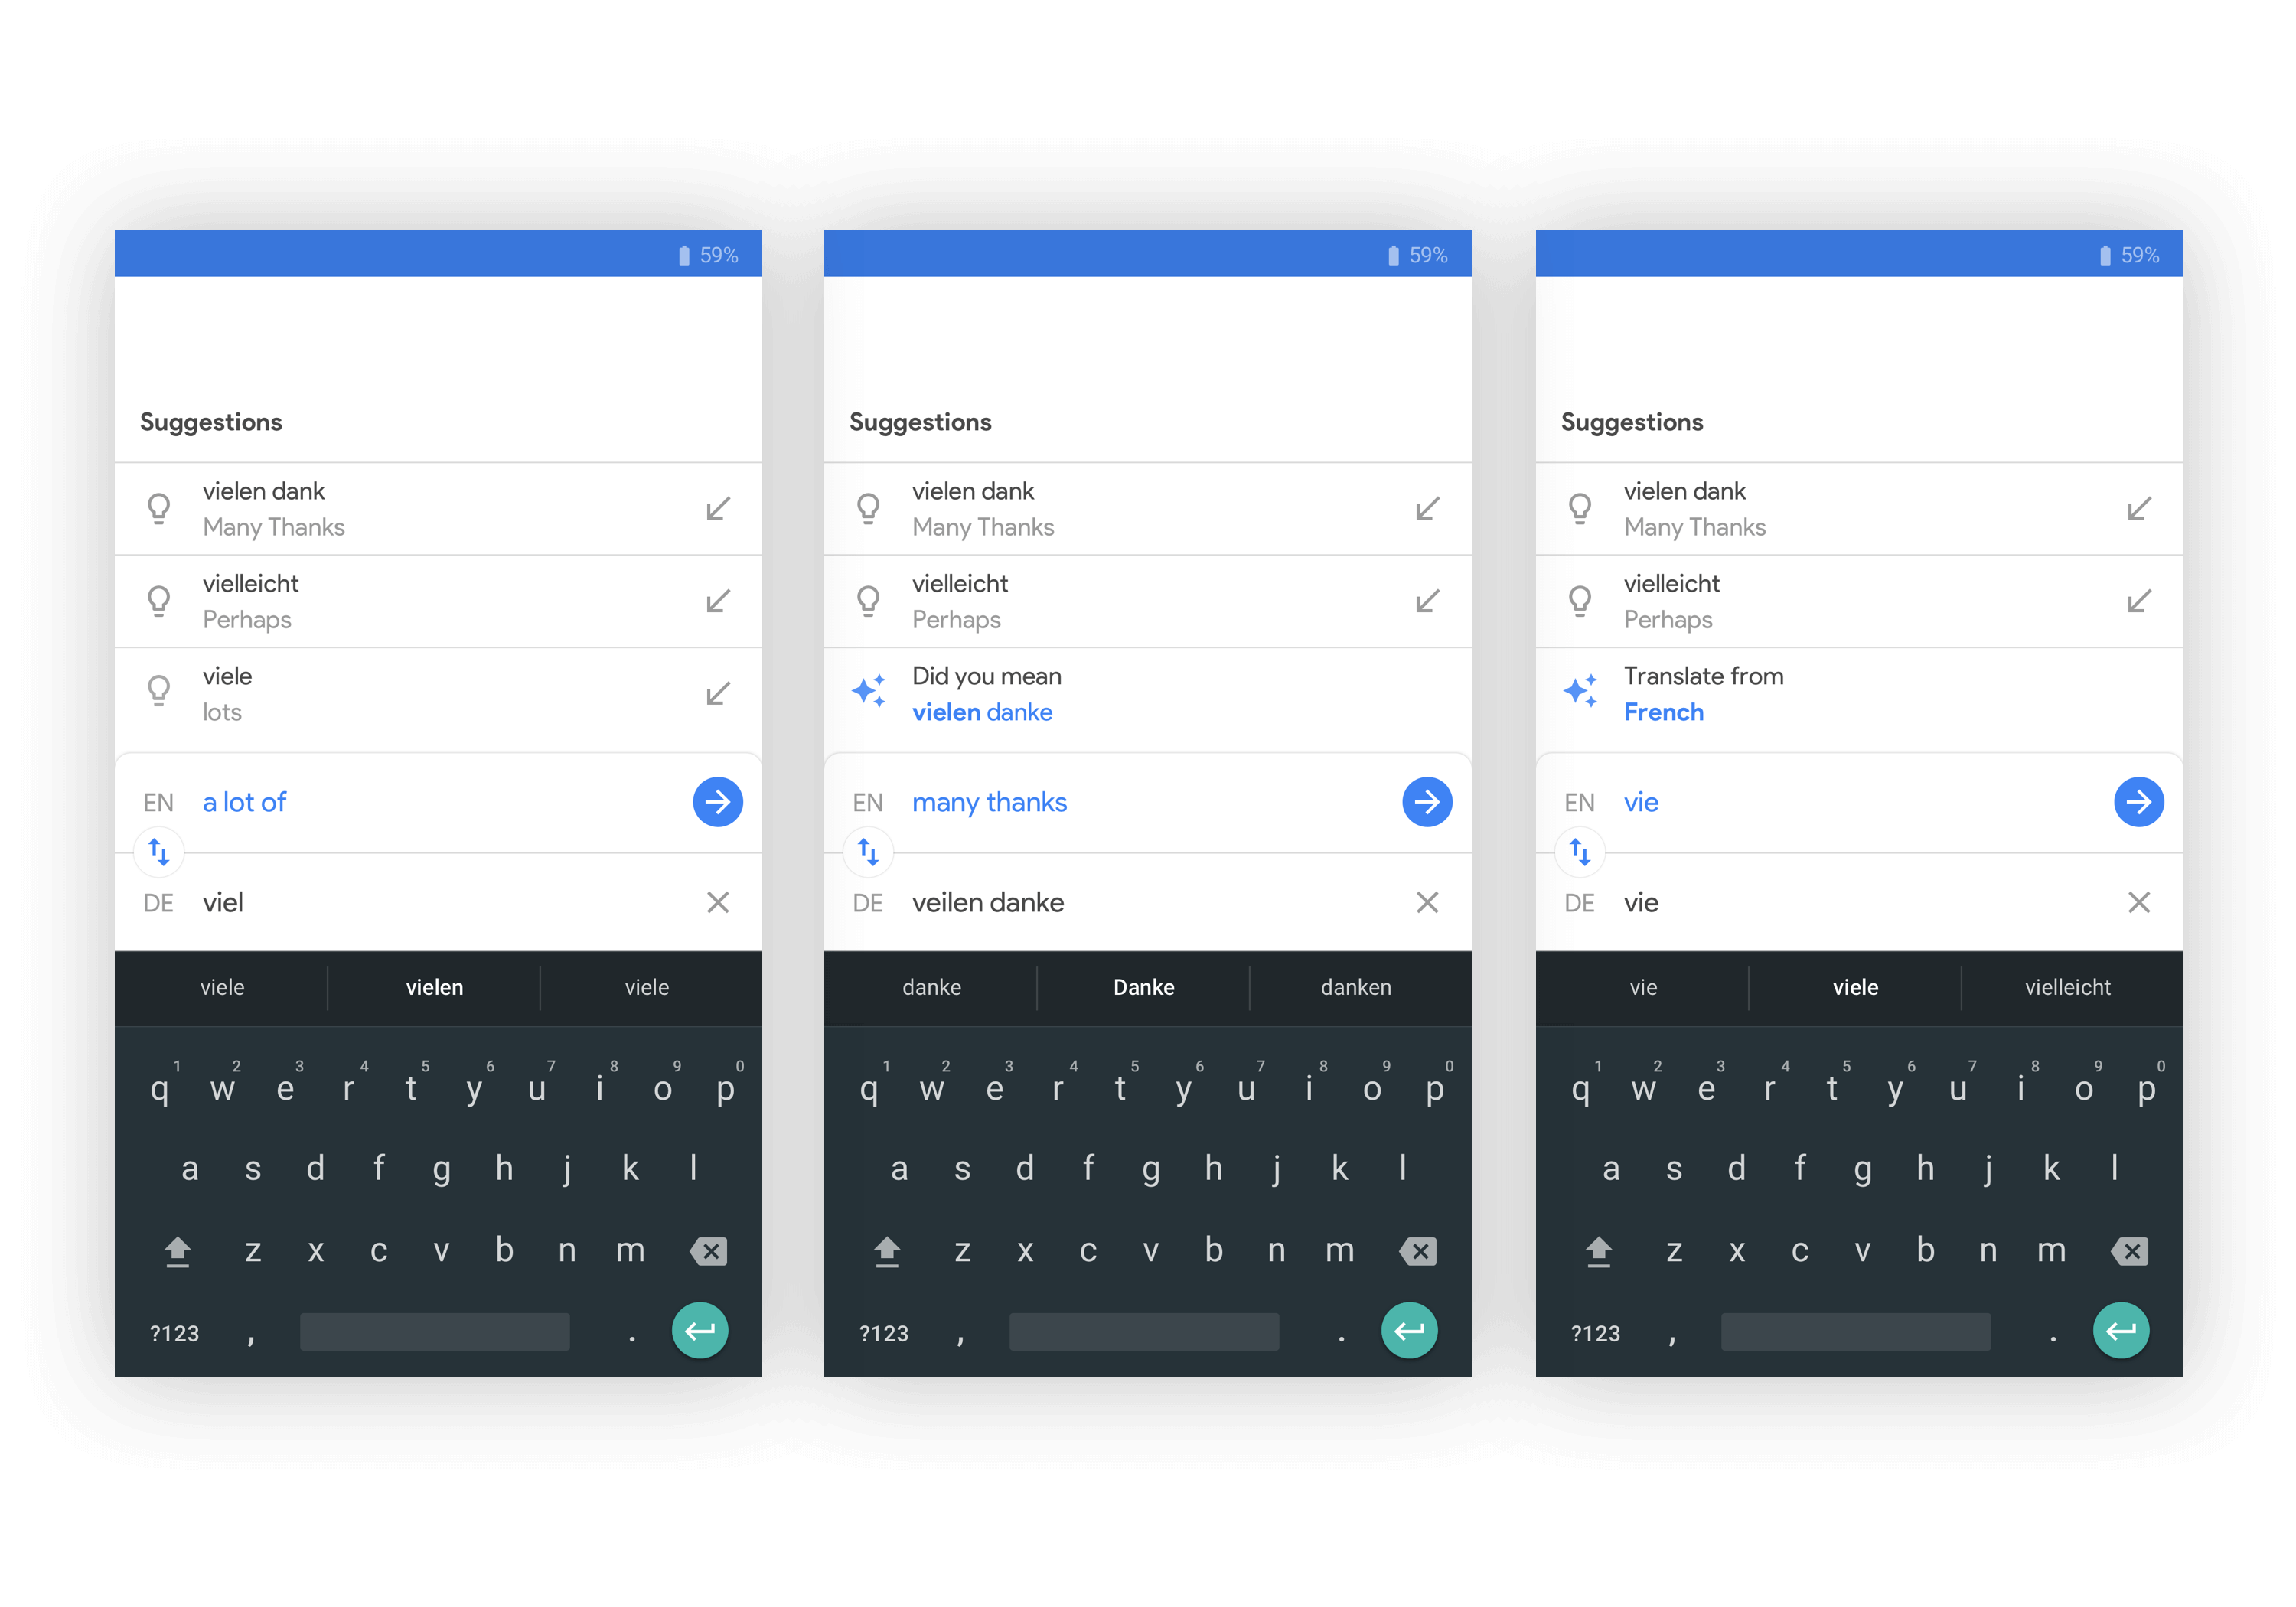 59%
Suggestions
vielen dank
Many Thanks
vielleicht
Perhaps
viele
lots
EN a lot of
DE viel
viele vielen viele
1 2 3 4 5 6 7 8 9 0
q w e r t y u i o p
a s d f g h j k l
z x c v b n m
?123 , .
59%
Suggestions
vielen dank
Many Thanks
vielleicht
Perhaps
Did you mean
vielen danke
EN many thanks
DE veilen danke
danke Danke danken
1 2 3 4 5 6 7 8 9 0
q w e r t y u i o p
a s d f g h j k l
z x c v b n m
?123 , .
59%
Suggestions
vielen dank
Many Thanks
vielleicht
Perhaps
Translate from
French
EN vie
DE vie
vie viele vielleicht
1 2 3 4 5 6 7 8 9 0
q w e r t y u i o p
a s d f g h j k l
z x c v b n m
?123 , .